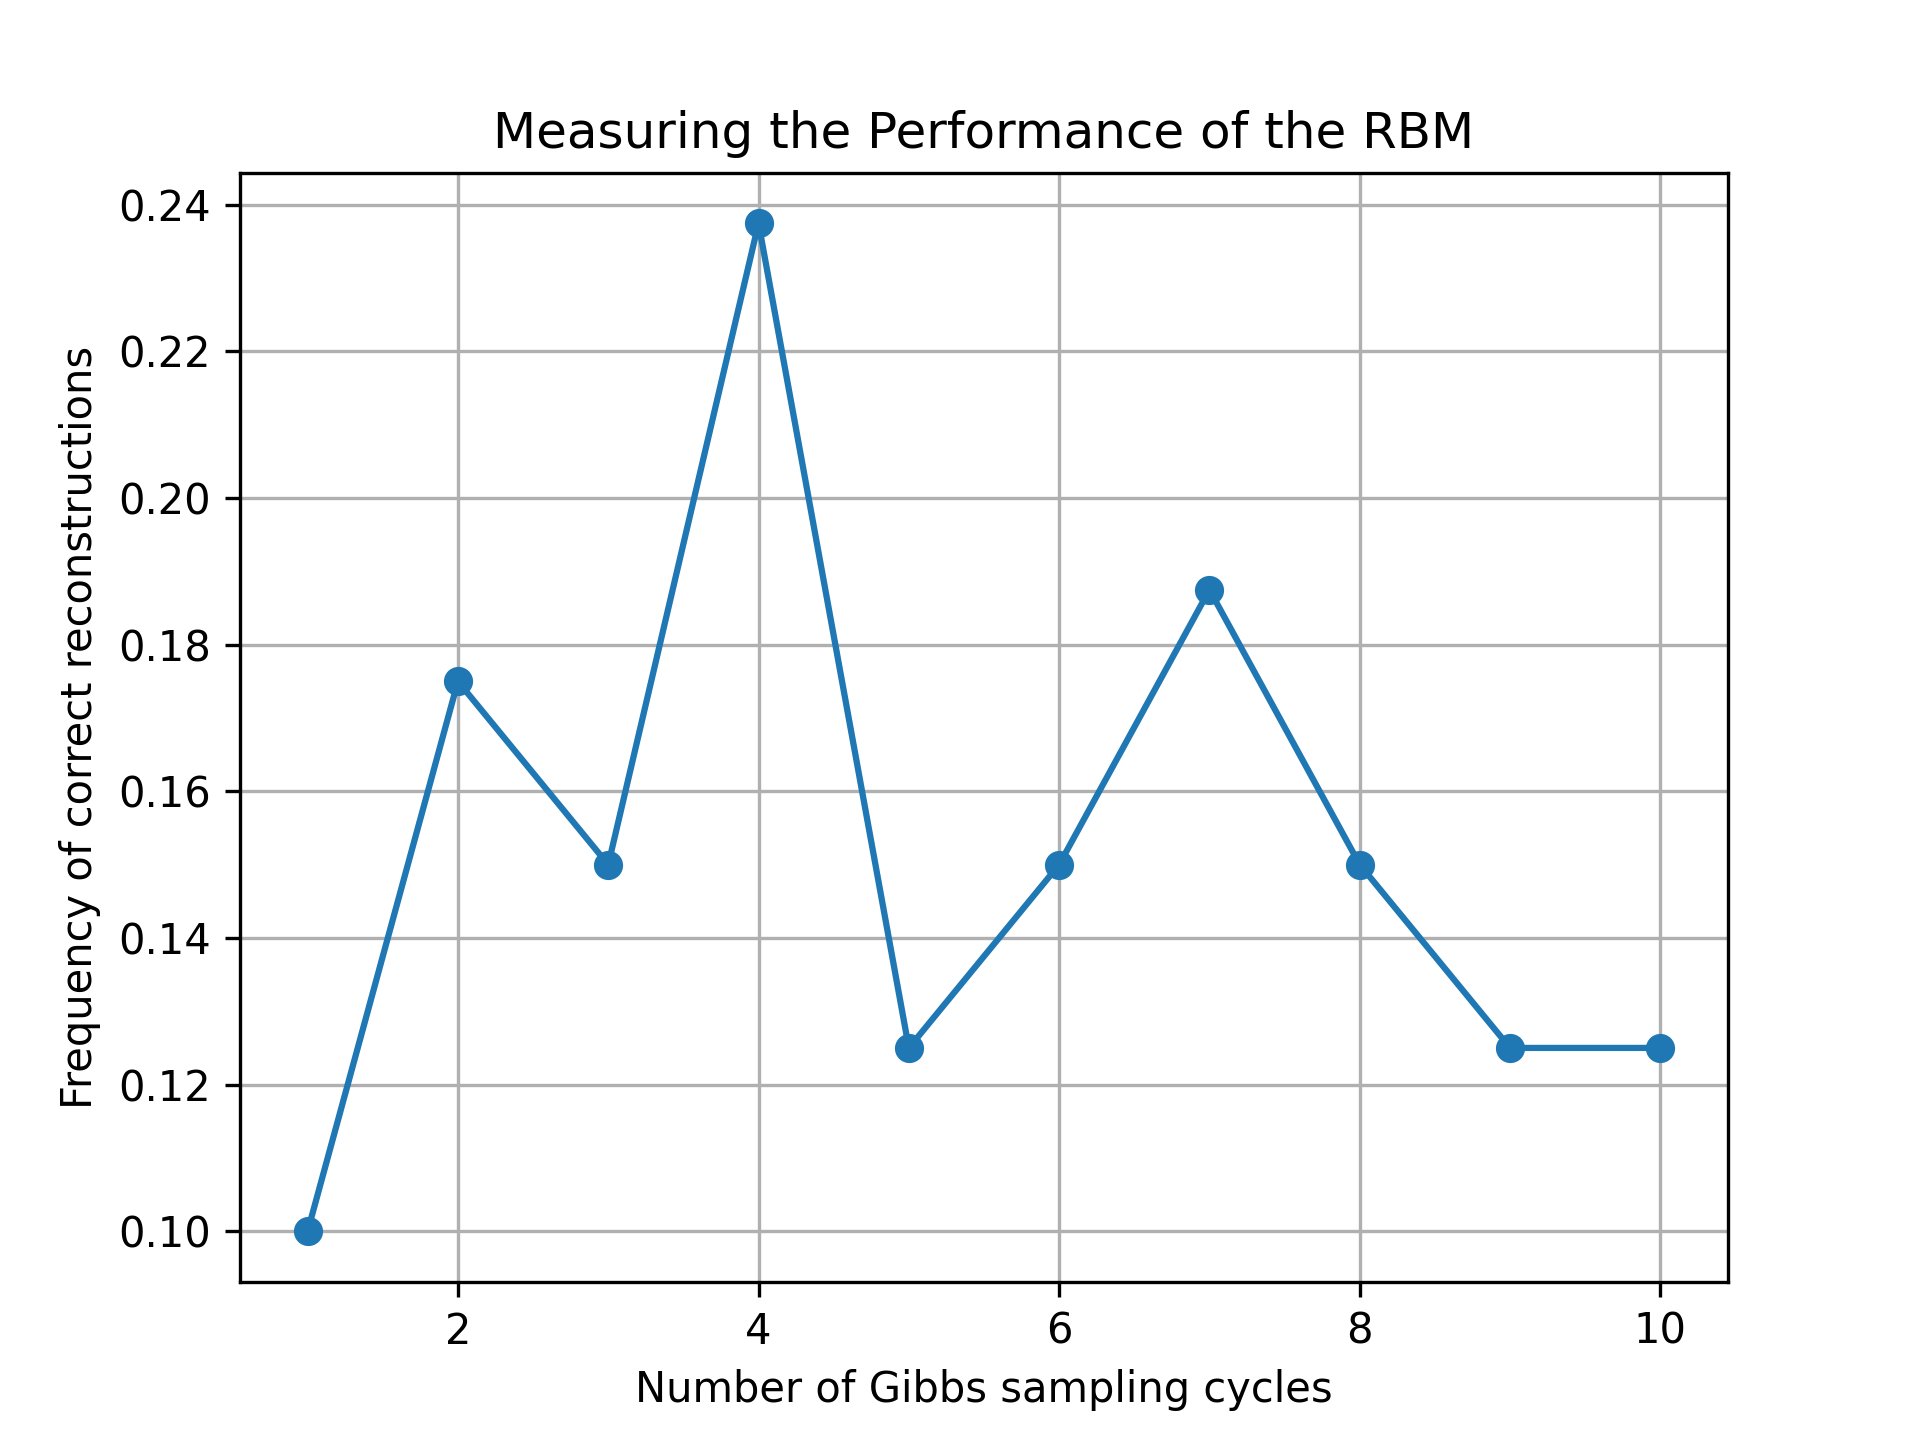 Measuring the Performance of the RBM
0.24
0.22
0.20
0.18
0.16
0.14
0.12
0.10
Frequency of correct reconstructions
2 4 6 8 10
Number of Gibbs sampling cycles